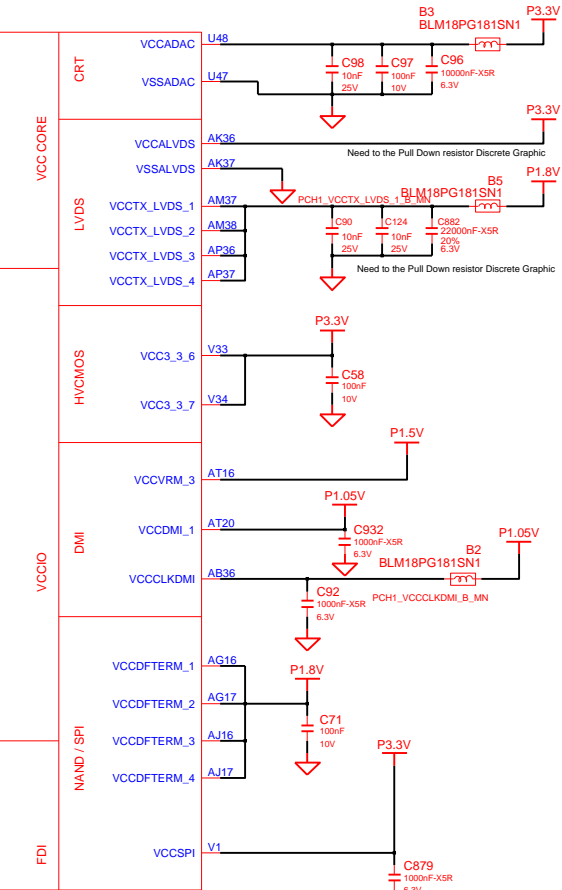 B3
BLM18PG181SN1
P3.3V
VCC CORE
CRT
VCCADAC U48
C98
10nF
25V
C97
100nF
10V
C96
10000nF-X5R
6.3V
VSSADAC U47
P3.3V
LVDS
VCCALVDS AK36
Need to the Pull Down resistor Discrete Graphic
VSSALVDS AK37
B5
BLM18PG181SN1
P1.8V
VCCTX_LVDS_1 AM37
PCH1_VCCTX_LVDS_1_B_MN
VCCTX_LVDS_2 AM38
VCCTX_LVDS_3 AP36
VCCTX_LVDS_4 AP37
C90
10nF
25V
C124
10nF
25V
C882
22000nF-X5R
20%
6.3V
Need to the Pull Down resistor Discrete Graphic
HVCMOS
P3.3V
VCC3_3_6 V33
VCC3_3_7 V34
C58
100nF
10V
VCCIO
DMI
P1.5V
VCCVRM_3 AT16
P1.05V
VCCDMI_1 AT20
C932
1000nF-X5R
6.3V
B2
BLM18PG181SN1
P1.05V
VCCCLKDMI AB36
C92
1000nF-X5R
6.3V
PCH1_VCCCLKDMI_B_MN
NAND / SPI
VCCDFTERM_1 AG16
P1.8V
VCCDFTERM_2 AG17
VCCDFTERM_3 AJ16
VCCDFTERM_4 AJ17
C71
100nF
10V
P3.3V
FDI
VCCSPI V1
C879
1000nF-X5R
6.3V